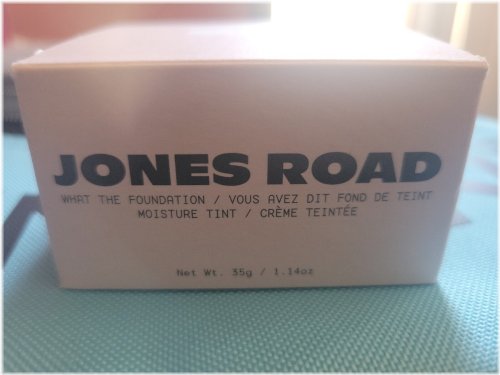 JONES ROAD
WHAT THE FOUNDATION / VOUS AVEZ DIT FOND DE TEINT
MOISTURE TINT / CRÈME TEINTÉE
Net Wt. 35g / 1.14oz